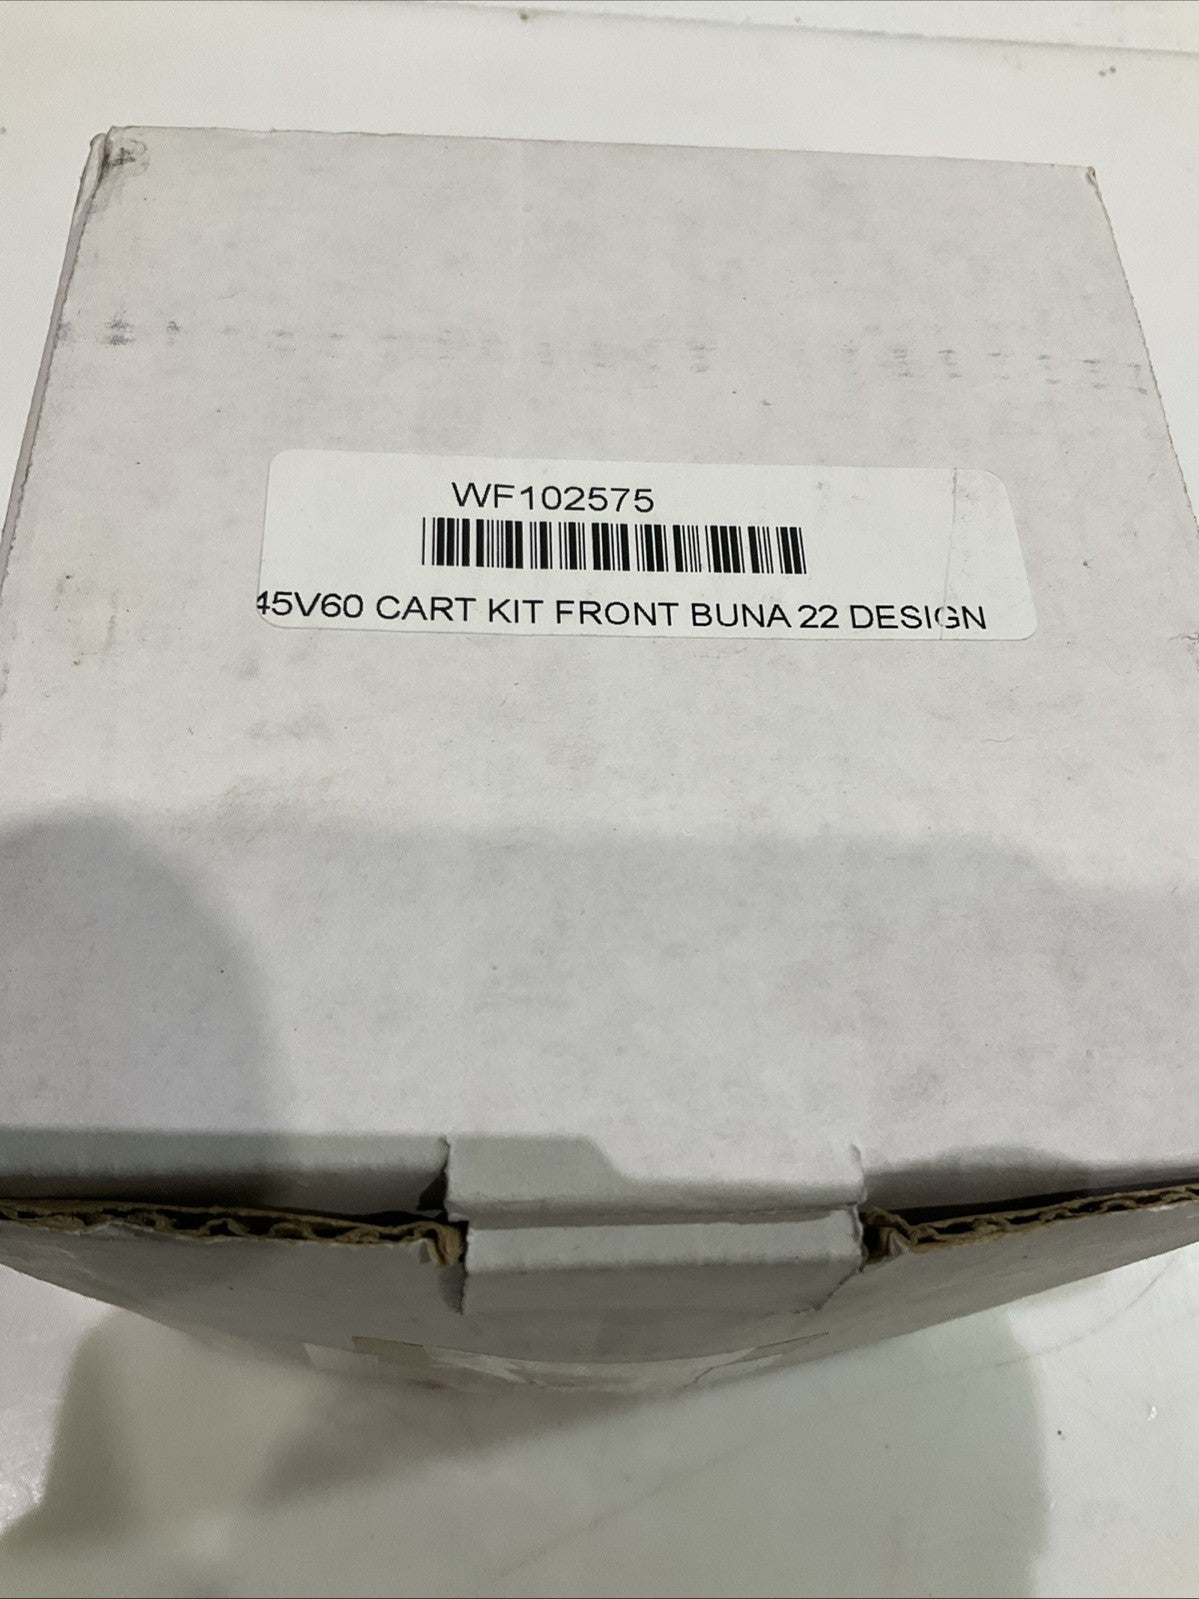 WF102575
45V60 CART KIT FRONT BUNA 22 DESIGN